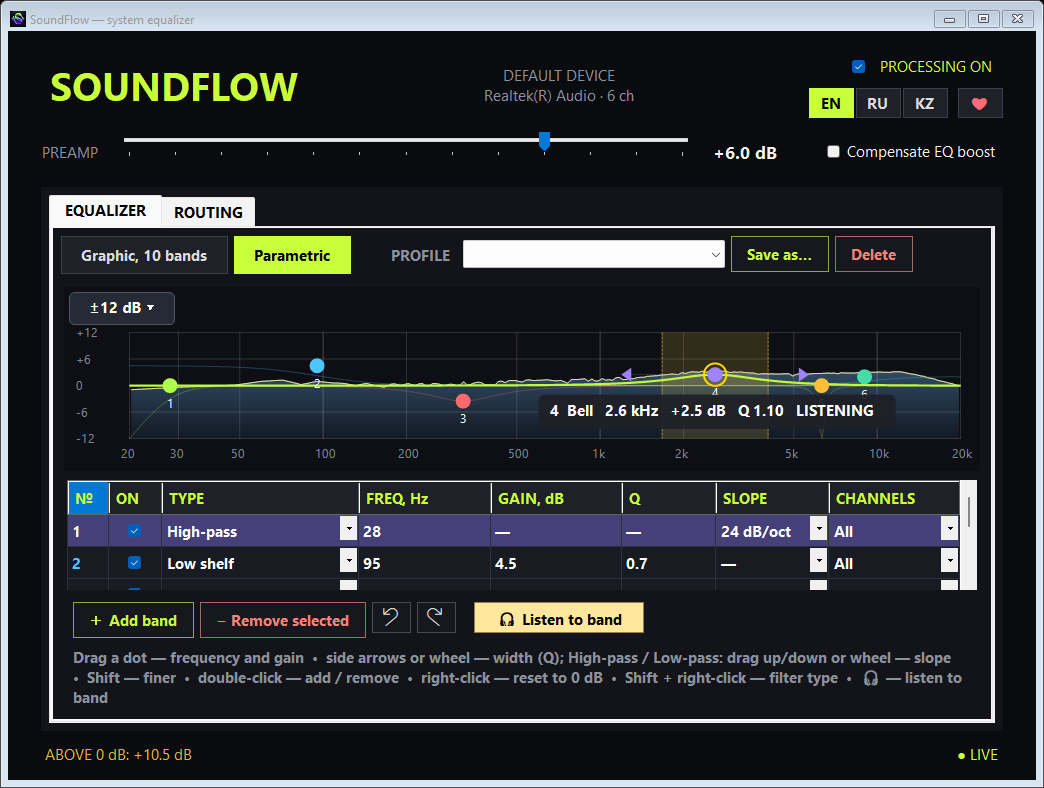 SoundFlow — system equalizer
SOUNDFLOW
DEFAULT DEVICE
Realtek(R) Audio · 6 ch
PROCESSING ON
EN RU KZ
PREAMP
+6.0 dB
Compensate EQ boost
EQUALIZER ROUTING
Graphic, 10 bands Parametric PROFILE Save as... Delete
±12 dB
+12
+6
0
-6
-12
1
2
3
4
6
4 Bell 2.6 kHz +2.5 dB Q 1.10 LISTENING
20 30 50 100 200 500 1k 2k 5k 10k 20k
№ ON TYPE FREQ, Hz GAIN, dB Q SLOPE CHANNELS
1 High-pass 28 — — 24 dB/oct All
2 Low shelf 95 4.5 0.7 — All
+ Add band – Remove selected Listen to band
Drag a dot — frequency and gain • side arrows or wheel — width (Q); High-pass / Low-pass: drag up/down or wheel — slope
• Shift — finer • double-click — add / remove • right-click — reset to 0 dB • Shift + right-click — filter type • 🎧 — listen to
band
ABOVE 0 dB: +10.5 dB
● LIVE